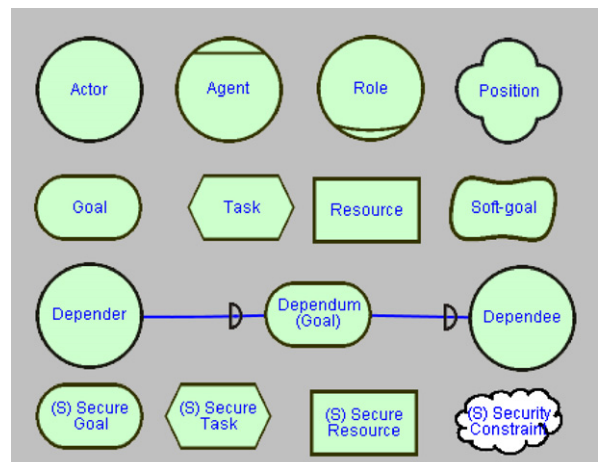 Actor
Agent
Role
Position
Goal
Task
Resource
Soft-goal
Depender
Dependum
(Goal)
Dependee
(S) Secure
Goal
(S) Secure
Task
(S) Secure
Resource
(S) Security
Constraint